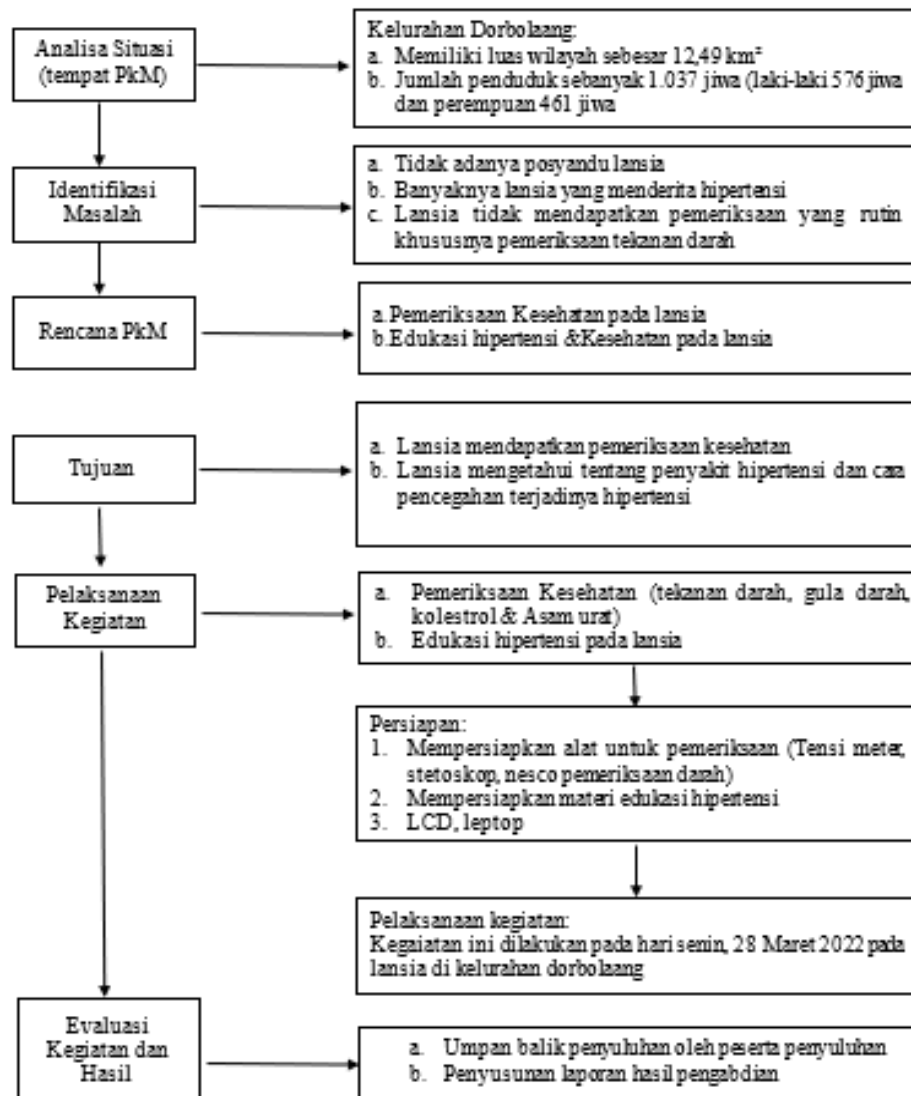 Analisa Situasi
(tempat PkM)
Kelurahan Dorbolaang:
a. Memiliki luas wilayah sebesar 12,49 km²
b. Jumlah penduduk sebanyak 1.037 jiwa (laki-laki 576 jiwa
dan perempuan 461 jiwa
Identifikasi
Masalah
a. Tidak adanya posyandu lansia
b. Banyaknya lansia yang menderita hipertensi
c. Lansia tidak mendapatkan pemeriksaan yang rutin
khususnya pemeriksaan tekanan darah
Rencana PkM
a.Pemeriksaan Kesehatan pada lansia
b.Edukasi hipertensi &Kesehatan pada lansia
Tujuan
a. Lansia mendapatkan pemeriksaan kesehatan
b. Lansia mengetahui tentang penyakit hipertensi dan cara
pencegahan terjadinya hipertensi
Pelaksanaan
Kegiatan
a. Pemeriksaan Kesehatan (tekanan darah, gula darah,
kolestrol & Asam urat)
b. Edukasi hipertensi pada lansia
Persiapan:
1. Mempersiapkan alat untuk pemeriksaan (Tensi meter,
stetoskop, nesco pemeriksaan darah)
2. Mempersiapkan materi edukasi hipertensi
3. LCD, leptop
Pelaksanaan kegiatan:
Kegaiatan ini dilakukan pada hari senin, 28 Maret 2022 pada
lansia di kelurahan dorbolaang
Evaluasi
Kegiatan dan
Hasil
a. Umpan balik penyuluhan oleh peserta penyuluhan
b. Penyusunan laporan hasil pengabdian